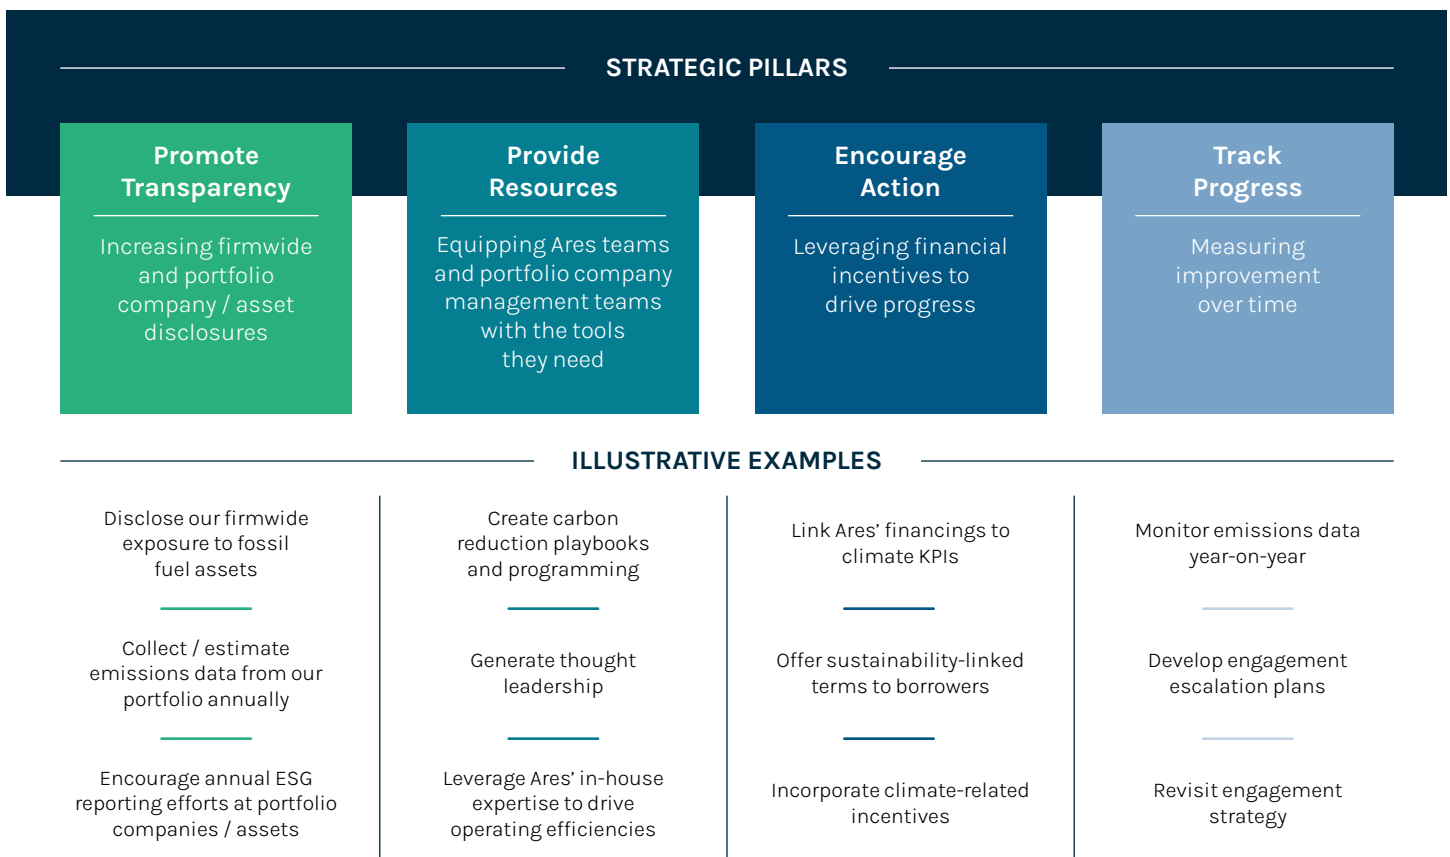 STRATEGIC PILLARS
Promote
Transparency
Increasing firmwide
and portfolio
company / asset
disclosures
Provide
Resources
Equipping Ares teams
and portfolio company
management teams
with the tools
they need
Encourage
Action
Leveraging financial
incentives to
drive progress
Track
Progress
Measuring
improvement
over time
ILLUSTRATIVE EXAMPLES
Disclose our firmwide
exposure to fossil
fuel assets
Collect / estimate
emissions data from our
portfolio annually
Encourage annual ESG
reporting efforts at portfolio
companies / assets
Create carbon
reduction playbooks
and programming
Generate thought
leadership
Leverage Ares’ in-house
expertise to drive
operating efficiencies
Link Ares’ financings to
climate KPIs
Offer sustainability-linked
terms to borrowers
Incorporate climate-related
incentives
Monitor emissions data
year-on-year
Develop engagement
escalation plans
Revisit engagement
strategy